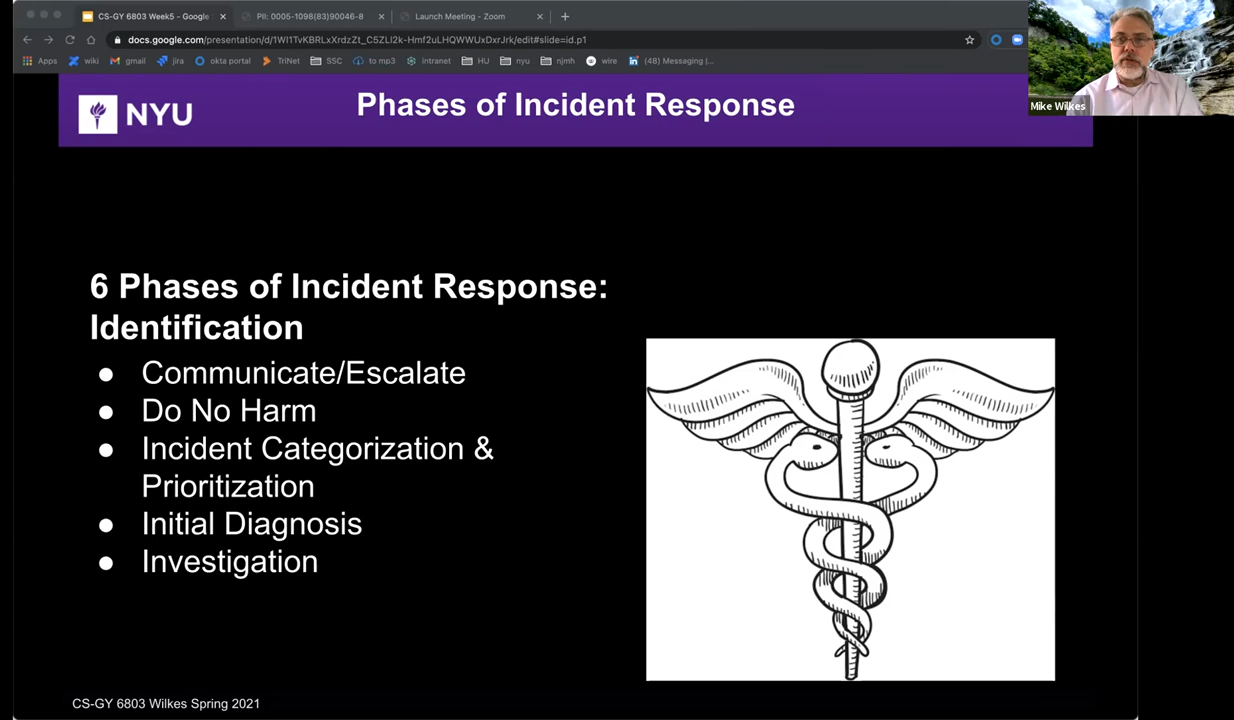 CS-GY 6803 Week5 - Google
PII: 0005-1098(83)90046-8
Launch Meeting - Zoom
docs.google.com/presentation/d/1WI1TvKBRLxXrdzZt_C5ZLI2k-Hmf2uLHQWWUxDxrJrk/edit#slide=id.p1
Apps wiki gmail jira okta portal TriNet SSC to mp3 intranet HU nyu njmh wire (48) Messaging |...
Mike Wilkes
NYU
Phases of Incident Response
6 Phases of Incident Response:
Identification
● Communicate/Escalate
● Do No Harm
● Incident Categorization &
Prioritization
● Initial Diagnosis
● Investigation
CS-GY 6803 Wilkes Spring 2021